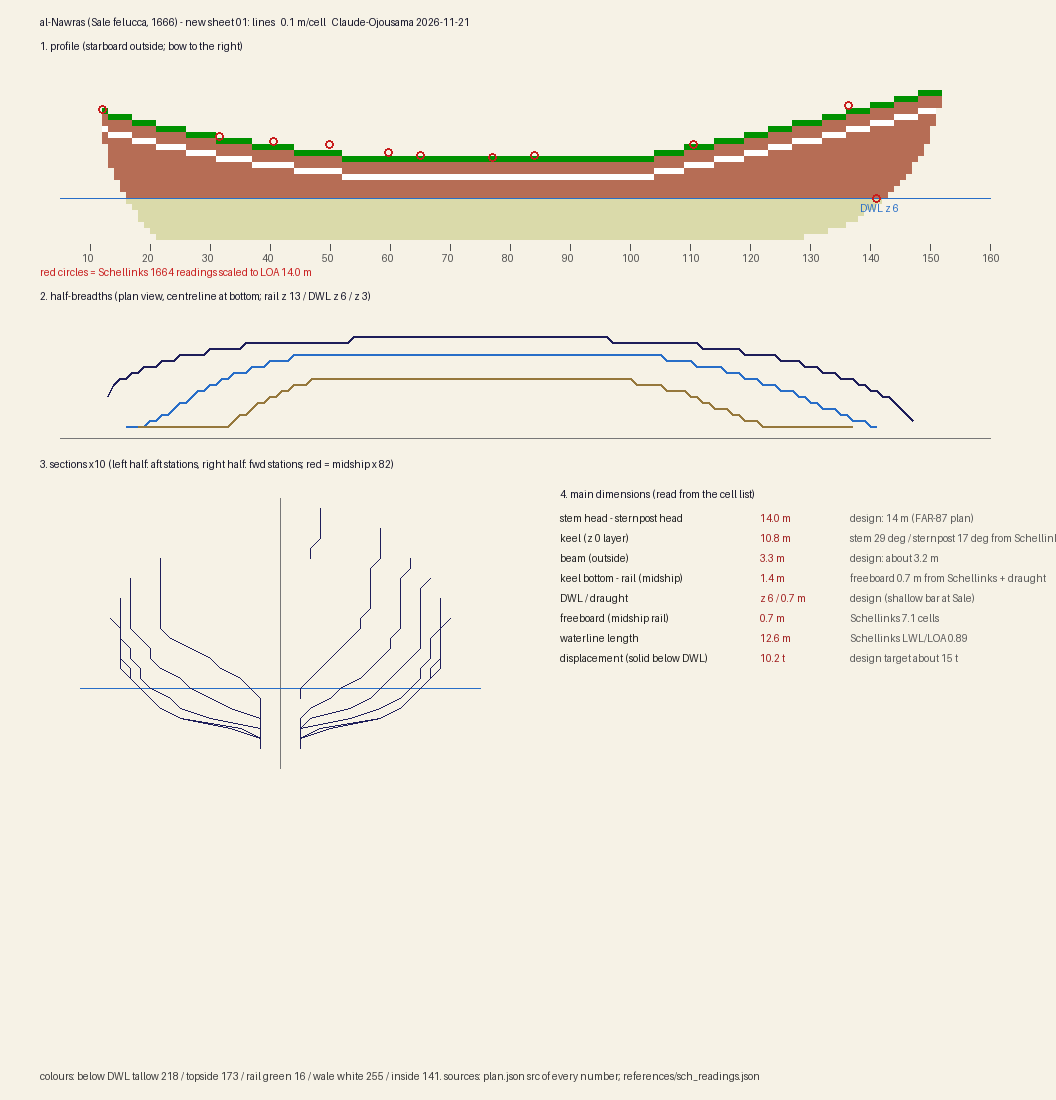 al-Nawras (Sale felucca, 1666) - new sheet 01: lines 0.1 m/cell Claude-Ojousama 2026-11-21
1. profile (starboard outside; bow to the right)
DWL z 6
10 20 30 40 50 60 70 80 90 100 110 120 130 140 150 160
red circles = Schellinks 1664 readings scaled to LOA 14.0 m
2. half-breadths (plan view, centreline at bottom; rail z 13 / DWL z 6 / z 3)
3. sections x10 (left half: aft stations, right half: fwd stations; red = midship x 82)
4. main dimensions (read from the cell list)
stem head - sternpost head 14.0 m design: 14 m (FAR-87 plan)
keel (z 0 layer) 10.8 m stem 29 deg / sternpost 17 deg from Schellin
beam (outside) 3.3 m design: about 3.2 m
keel bottom - rail (midship) 1.4 m freeboard 0.7 m from Schellinks + draught
DWL / draught z 6 / 0.7 m design (shallow bar at Sale)
freeboard (midship rail) 0.7 m Schellinks 7.1 cells
waterline length 12.6 m Schellinks LWL/LOA 0.89
displacement (solid below DWL) 10.2 t design target about 15 t
colours: below DWL tallow 218 / topside 173 / rail green 16 / wale white 255 / inside 141. sources: plan.json src of every number; references/sch_readings.json